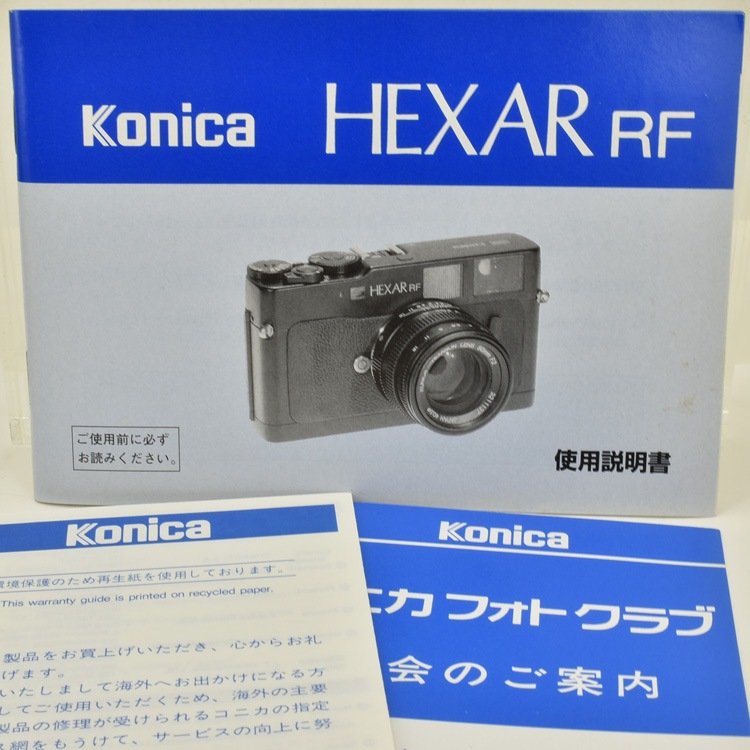 Konica HEXAR RF
HEXAR RF
ご使用前に必ず
お読みください。
使用説明書
Konica
環境保護のため再生紙を使用しております。
This warranty guide is printed on recycled paper.
製品をお買上げいただき、心からお礼
げます。
いたしまして海外へお出かけになる方
してご使用いただくため、海外の主要
製品の修理が受けられるコニカの指定
ス網をもうけて、サービスの向上に努
Konica
ニカ フォト クラブ
会のご案内